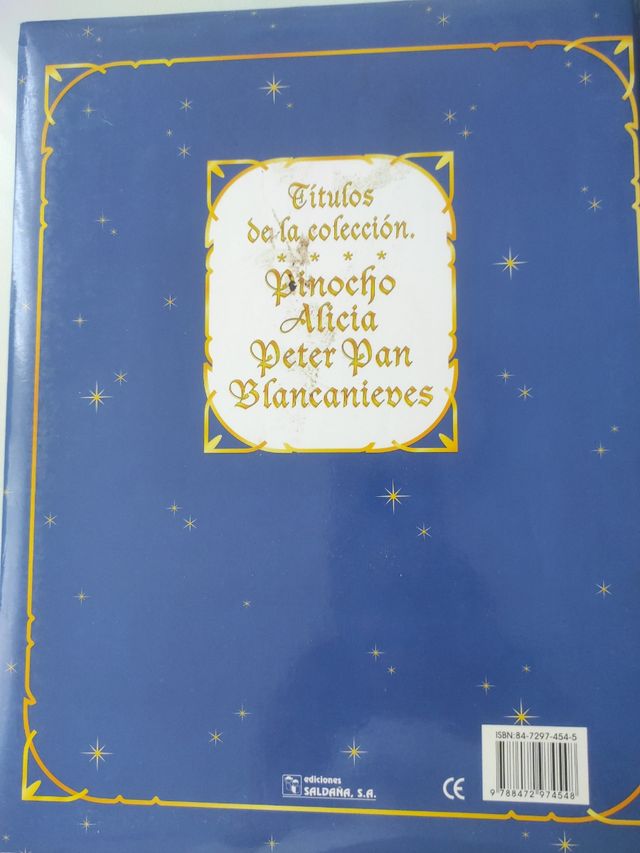 Títulos
de la colección.
* * * *
Pinocho
Alicia
Peter Pan
Blancanieves
ISBN:84-7297-454-5
9 788472 974548
ediciones
SALDAÑA, S.A.
CE